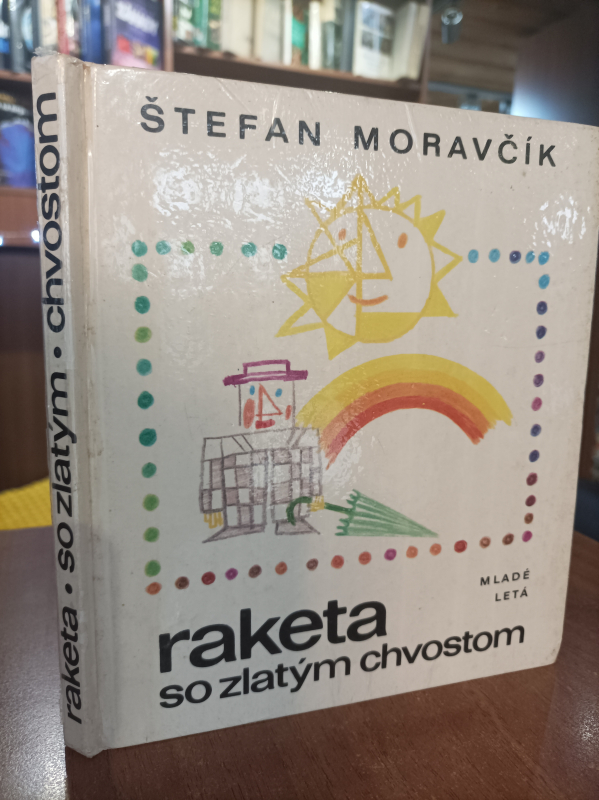 ŠTEFAN MORAVČÍK
MLADÉ
LETÁ
raketa
so zlatým chvostom
raketa • so zlatým • chvostom